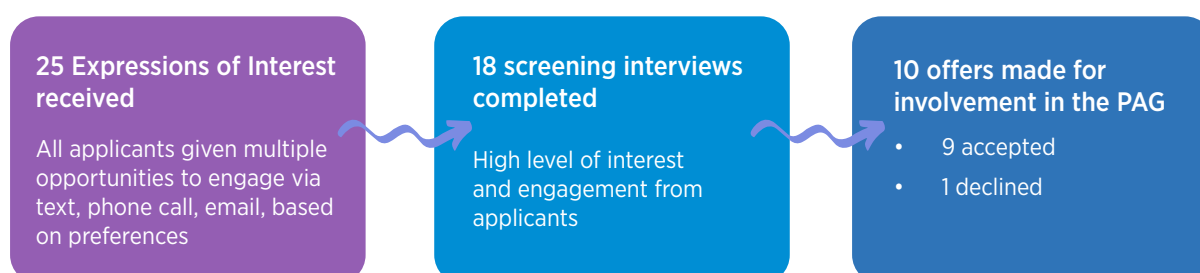 25 Expressions of Interest
received
All applicants given multiple
opportunities to engage via
text, phone call, email, based
on preferences
18 screening interviews
completed
High level of interest
and engagement from
applicants
10 offers made for
involvement in the PAG
• 9 accepted
• 1 declined